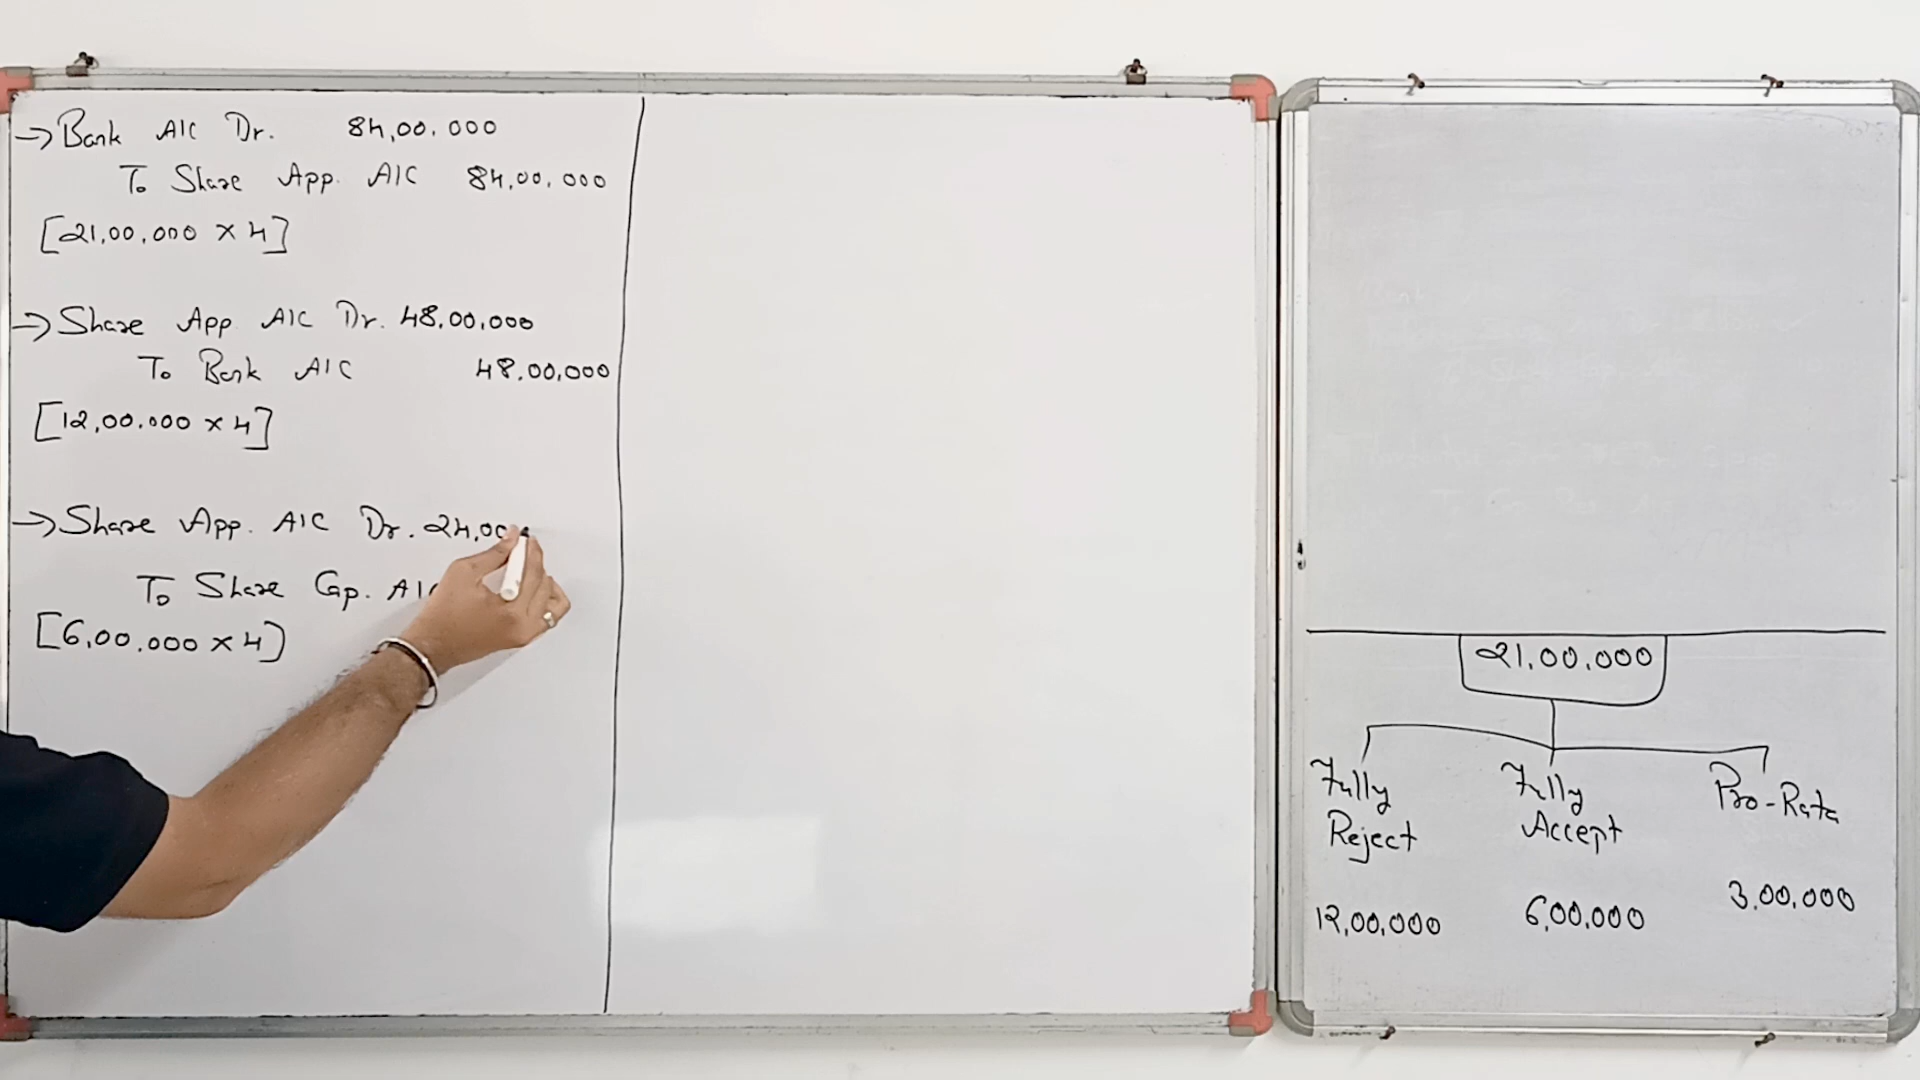 → Bank A/C Dr. 84,00,000
To Share App. A/C 84,00,000
[21,00,000 × 4]
→ Share App. A/C Dr. 48,00,000
To Bank A/C 48,00,000
[12,00,000 × 4]
→ Share App. A/C Dr. 24,00
To Share Cap. A/C
[6,00,000 × 4]
21,00,000
Fully Reject
Fully Accept
Pro-Rata
12,00,000
6,00,000
3,00,000